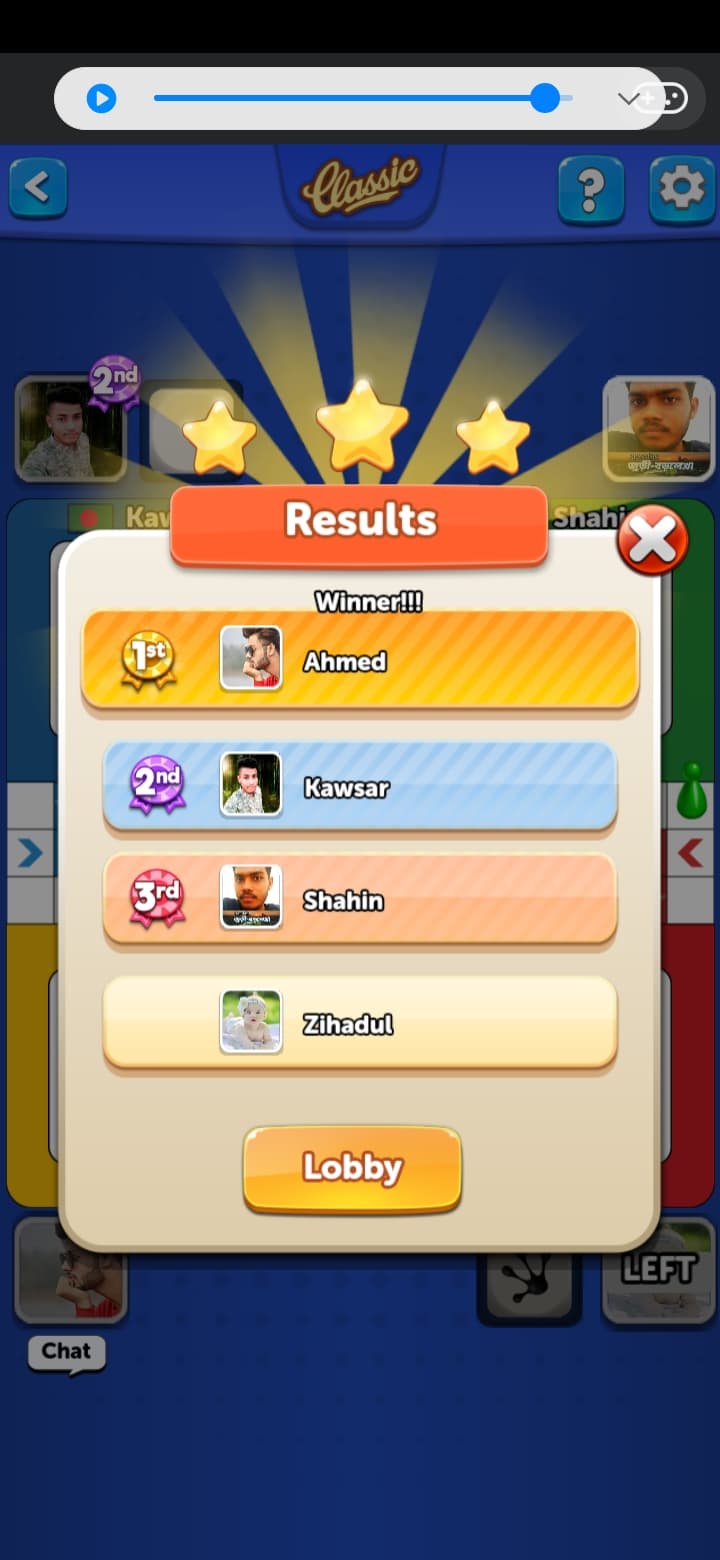 Classic
2nd
Kaw
Shahi
Results
Winner!!!
1st
Ahmed
2nd
Kawsar
3rd
Shahin
Zihadul
Lobby
LEFT
Chat